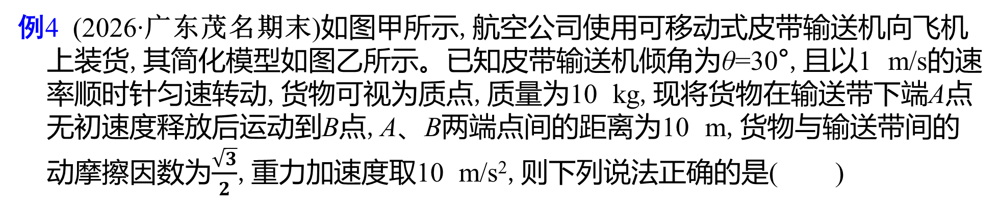 例4 (2026·广东茂名期末)如图甲所示, 航空公司使用可移动式皮带输送机向飞机
上装货, 其简化模型如图乙所示。已知皮带输送机倾角为θ=30°, 且以1 m/s的速
率顺时针匀速转动, 货物可视为质点, 质量为10 kg, 现将货物在输送带下端A点
无初速度释放后运动到B点, A、B两端点间的距离为10 m, 货物与输送带间的
动摩擦因数为√3/2, 重力加速度取10 m/s², 则下列说法正确的是( )